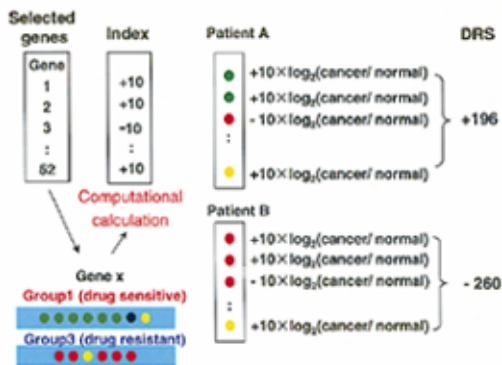 Selected
genes
Gene
1
2
3
:
52
Index
+10
+10
-10
:
+10
Computational
calculation
Gene x
Group1 (drug sensitive)
Group3 (drug resistant)
Patient A
+10×log₂(cancer/ normal)
+10×log₂(cancer/ normal)
- 10×log₂(cancer/ normal)
:
+10×log₂(cancer/ normal)
Patient B
+10×log₂(cancer/ normal)
+10×log₂(cancer/ normal)
- 10×log₂(cancer/ normal)
:
+10×log₂(cancer/ normal)
DRS
+196
- 260